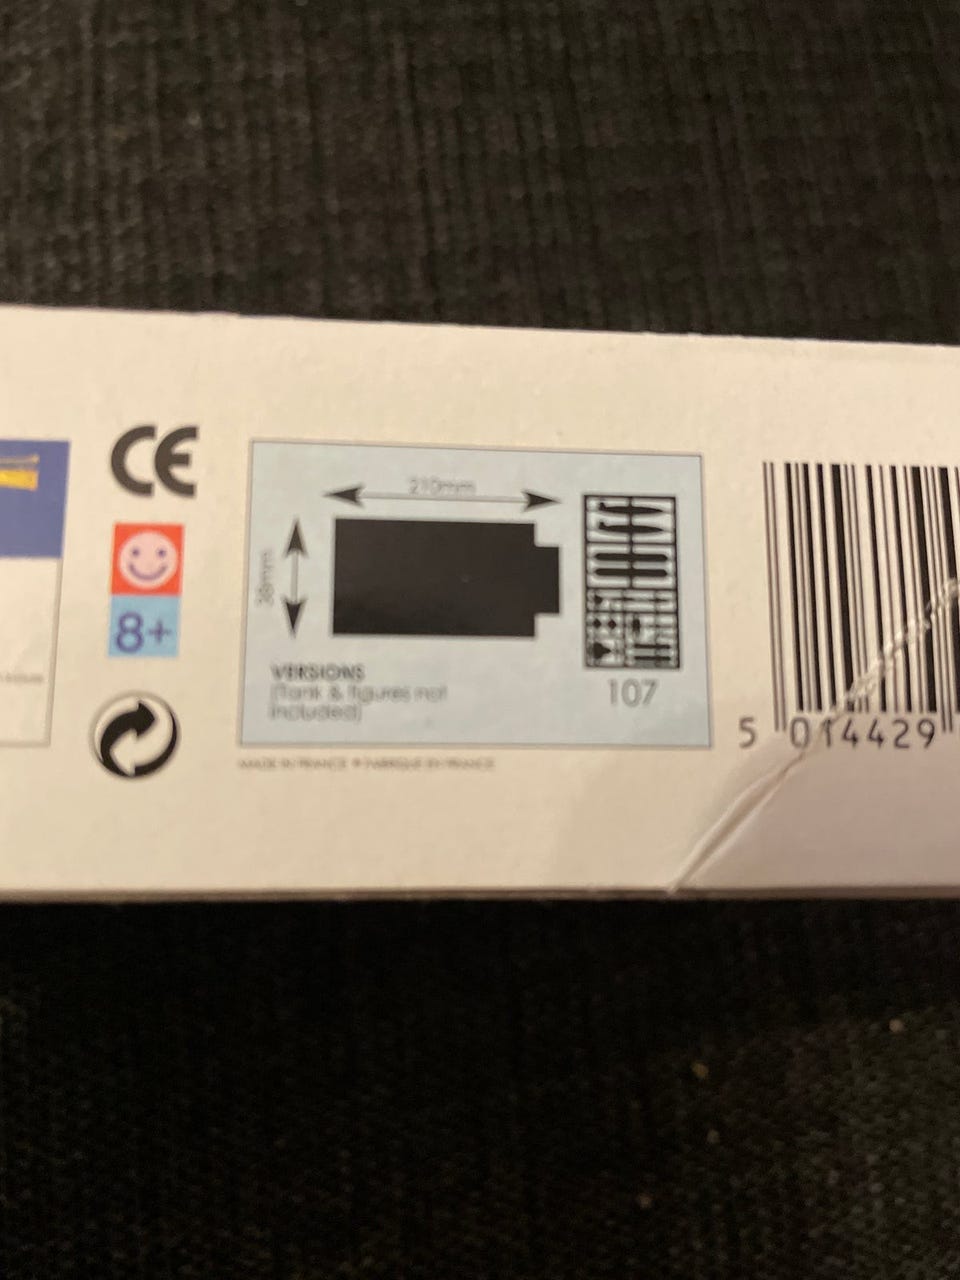 CE
8+
210mm
38mm
VERSIONS
(Tank & figures not
included)
107
MADE IN FRANCE • FABRIQUE EN FRANCE
5 014429